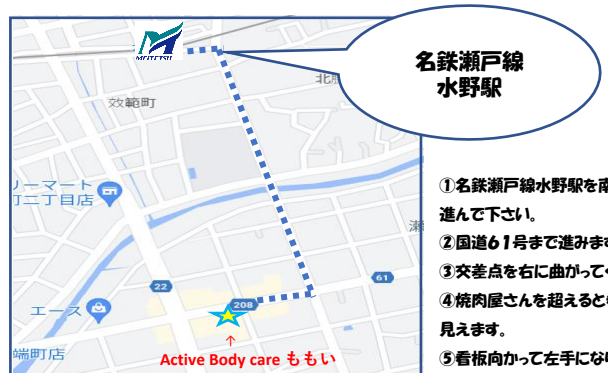 MEITETSU
名鉄瀬戸線
水野駅
効範町
リーマート
丁二丁目店
22
208
61
エース
端町店
↑
Active Body care ももい
①名鉄瀬戸線水野駅を南
進んで下さい。
②国道61号まで進みます
③交差点を右に曲がってく
④焼肉屋さんを超えると
見えます。
⑤看板向かって左手になり